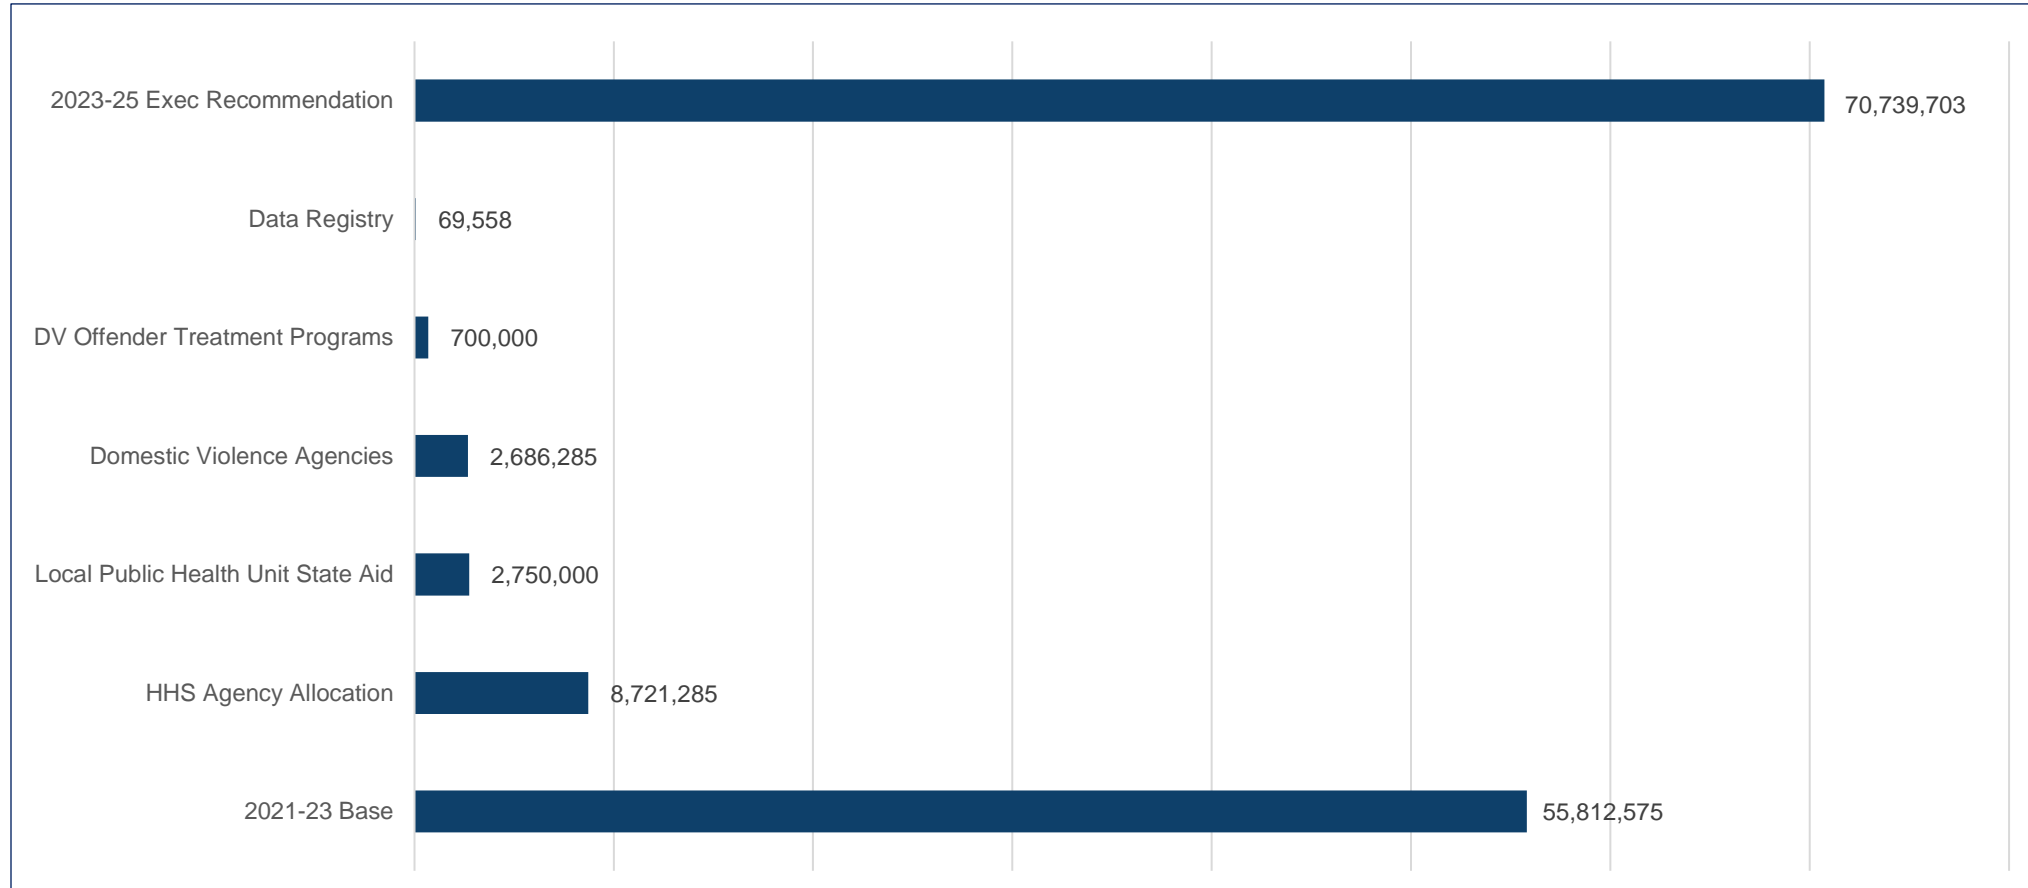 2023-25 Exec Recommendation 70,739,703
Data Registry 69,558
DV Offender Treatment Programs 700,000
Domestic Violence Agencies 2,686,285
Local Public Health Unit State Aid 2,750,000
HHS Agency Allocation 8,721,285
2021-23 Base 55,812,575